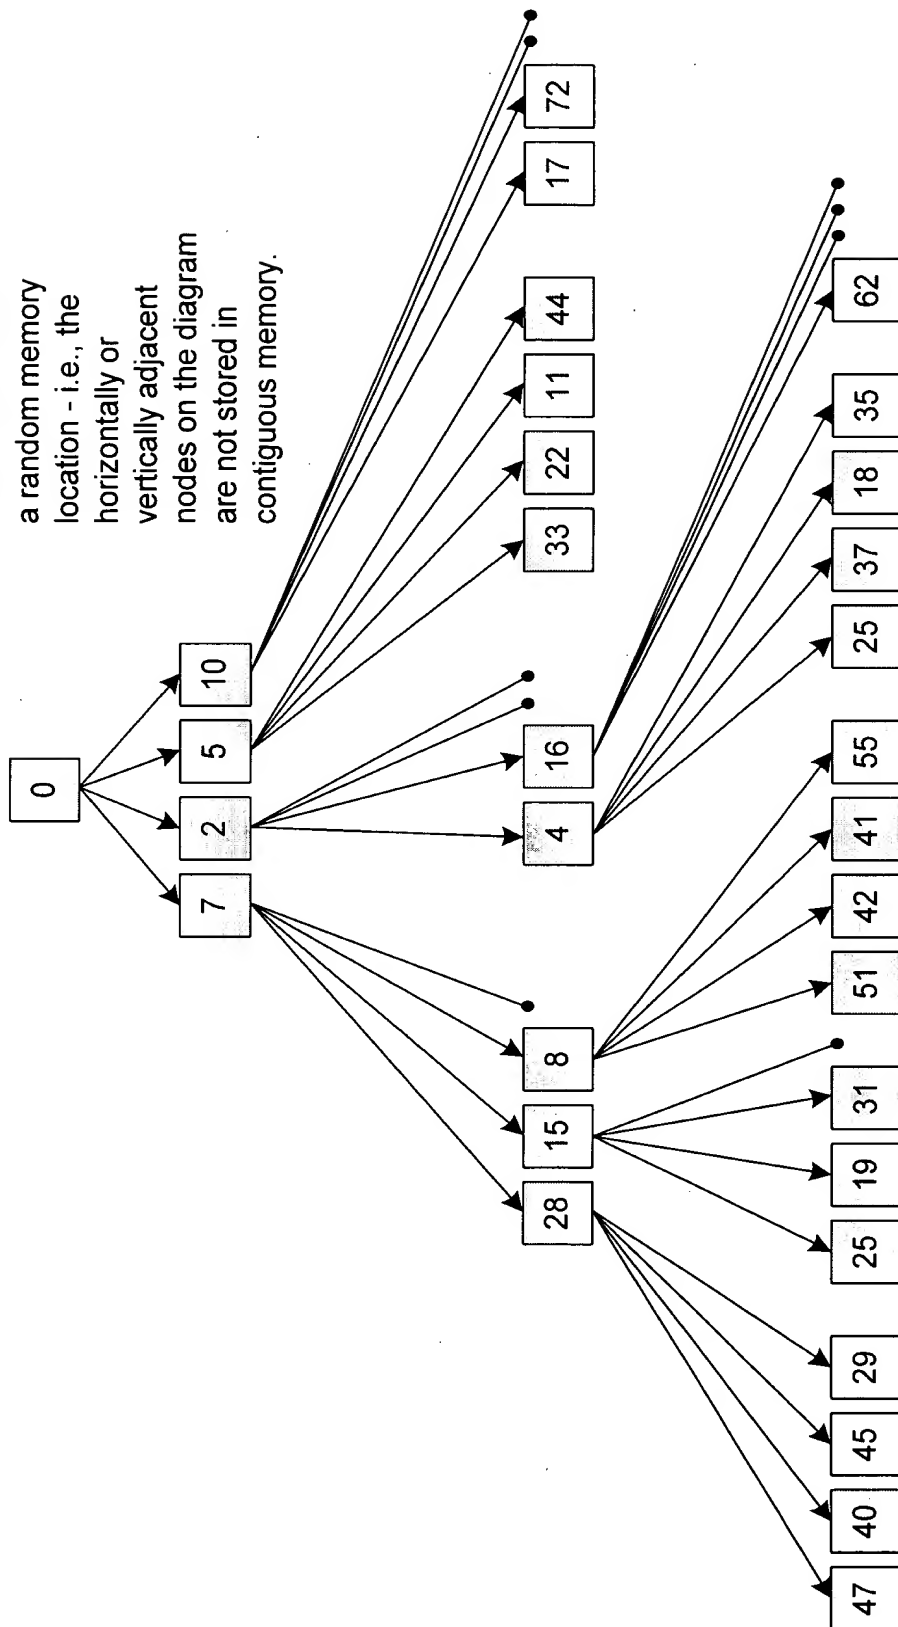 a random memory
location - i.e., the
horizontally or
vertically adjacent
nodes on the diagram
are not stored in
contiguous memory.
0
7 2 5 10
28 15 8 4 16 33 22 11 44 17 72
47 40 45 29 25 19 31 51 42 41 55 25 37 18 35 62